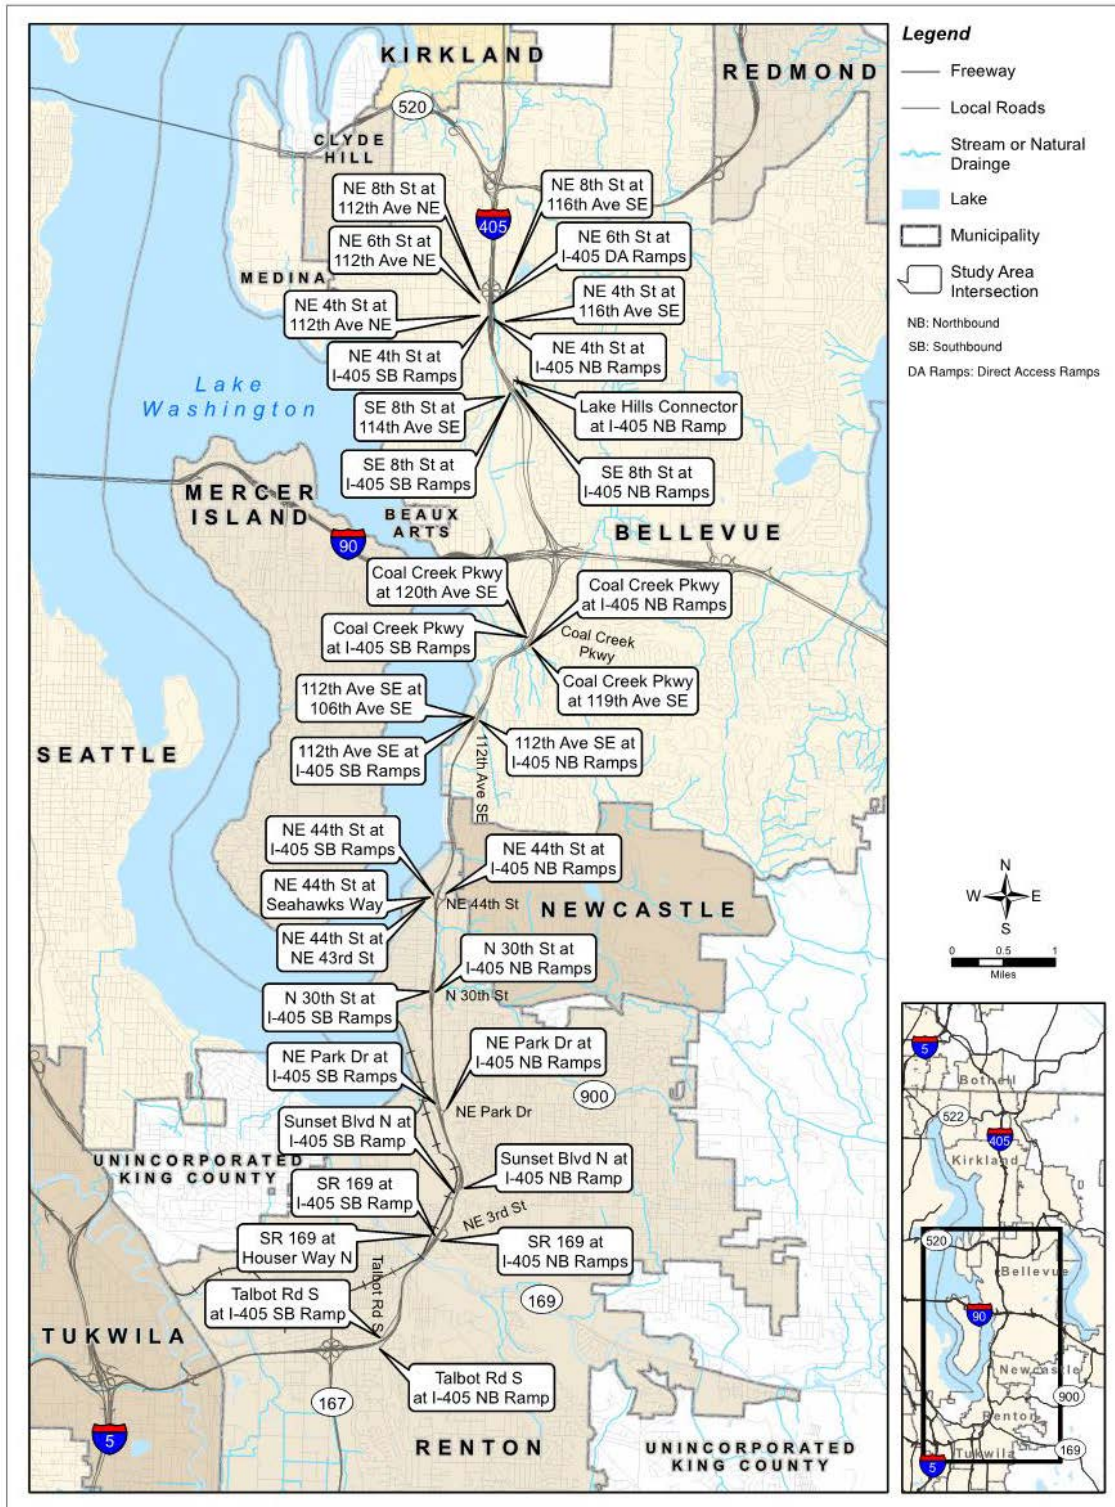 KIRKLAND
REDMOND
520
CLYDE
HILL
NE 8th St at
112th Ave NE
NE 8th St at
116th Ave SE
405
NE 6th St at
112th Ave NE
NE 6th St at
I-405 DA Ramps
MEDINA
NE 4th St at
112th Ave NE
NE 4th St at
116th Ave SE
NE 4th St at
I-405 SB Ramps
NE 4th St at
I-405 NB Ramps
Lake
Washington
SE 8th St at
114th Ave SE
Lake Hills Connector
at I-405 NB Ramp
SE 8th St at
I-405 SB Ramps
SE 8th St at
I-405 NB Ramps
MERCER
ISLAND
BEAUX
ARTS
90
BELLEVUE
Coal Creek Pkwy
at 120th Ave SE
Coal Creek Pkwy
at I-405 NB Ramps
Coal Creek Pkwy
at I-405 SB Ramps
Coal Creek
Pkwy
Coal Creek Pkwy
at 119th Ave SE
112th Ave SE at
106th Ave SE
112th Ave SE at
I-405 SB Ramps
112th Ave SE at
I-405 NB Ramps
112th Ave SE
SEATTLE
NE 44th St at
I-405 SB Ramps
NE 44th St at
I-405 NB Ramps
NE 44th St at
Seahawks Way
NE 44th St
NEWCASTLE
NE 44th St at
NE 43rd St
N 30th St at
I-405 NB Ramps
N 30th St at
I-405 SB Ramps
N 30th St
NE Park Dr at
I-405 SB Ramps
NE Park Dr at
I-405 NB Ramps
900
NE Park Dr
Sunset Blvd N at
I-405 SB Ramp
UNINCORPORATED
KING COUNTY
Sunset Blvd N at
I-405 NB Ramp
SR 169 at
I-405 SB Ramp
NE 3rd St
SR 169 at
Houser Way N
SR 169 at
I-405 NB Ramps
Talbot Rd S
Talbot Rd S
at I-405 SB Ramp
169
TUKWILA
Talbot Rd S
at I-405 NB Ramp
167
5
RENTON
UNINCORPORATED
KING COUNTY
Legend
Freeway
Local Roads
Stream or Natural
Drainge
Lake
Municipality
Study Area
Intersection
NB: Northbound
SB: Southbound
DA Ramps: Direct Access Ramps
N
W
E
S
0
0.5
1
Miles
5
Bothell
522
405
Kirkland
520
Bellevue
90
Newcastle
900
Renton
Tukwila
169
5